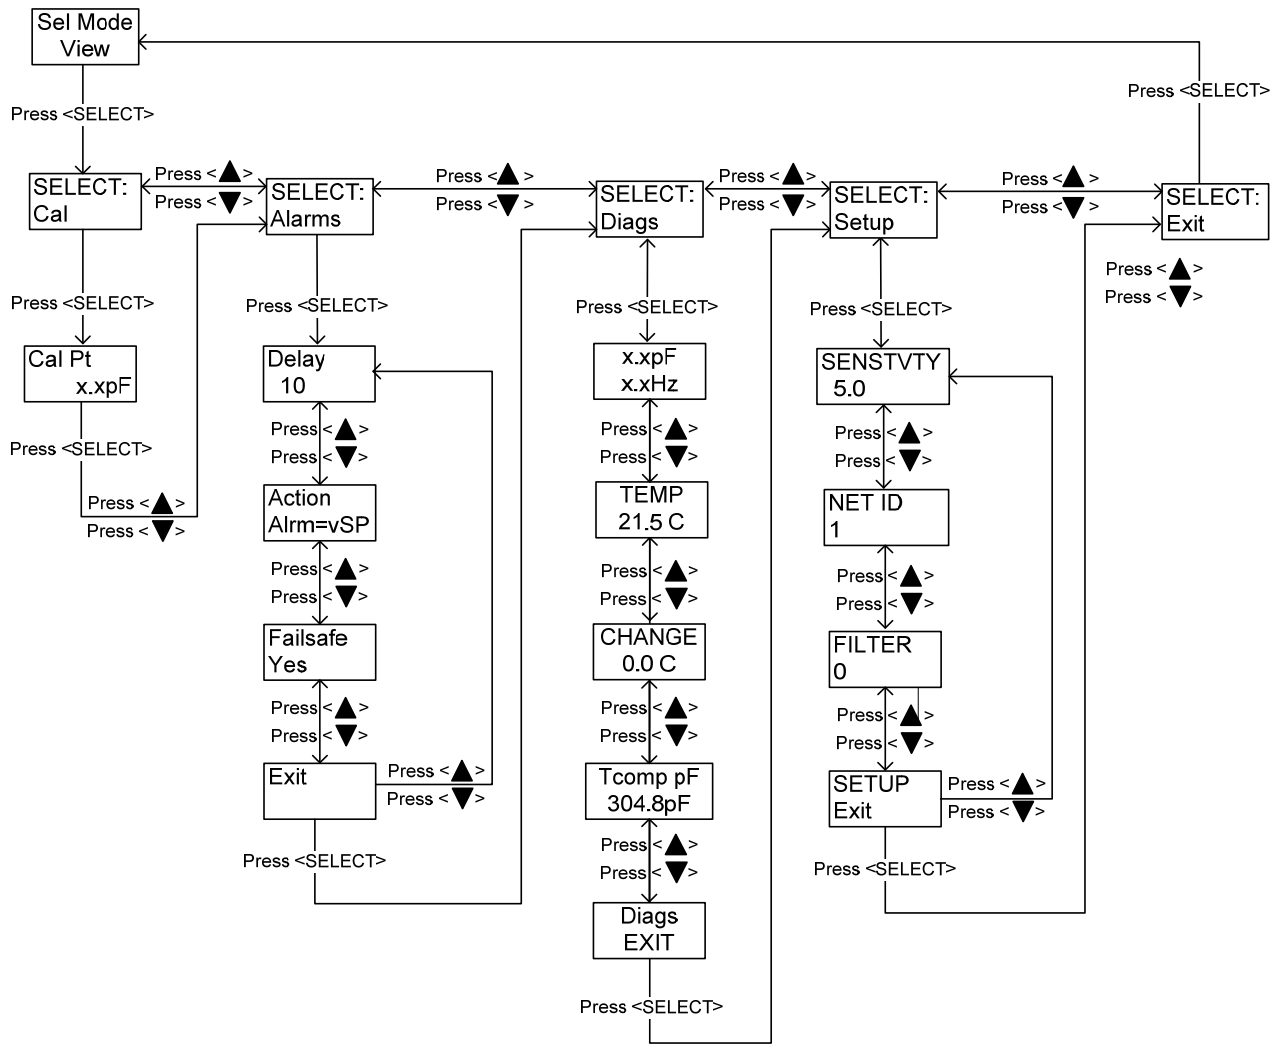 Sel Mode
View
Press <SELECT>
Press <SELECT>
SELECT:
Cal
Press <▲>
Press <▼>
SELECT:
Alarms
Press <▲>
Press <▼>
SELECT:
Diags
Press <▲>
Press <▼>
SELECT:
Setup
Press <▲>
Press <▼>
SELECT:
Exit
Press <▲>
Press <▼>
Press <SELECT>
Cal Pt
x.xpF
Press <SELECT>
Press <▲>
Press <▼>
Press <SELECT>
Delay
10
Press <▲>
Press <▼>
Action
Alrm=vSP
Press <▲>
Press <▼>
Failsafe
Yes
Press <▲>
Press <▼>
Exit
Press <▲>
Press <▼>
Press <SELECT>
Press <SELECT>
x.xpF
x.xHz
Press <▲>
Press <▼>
TEMP
21.5 C
Press <▲>
Press <▼>
CHANGE
0.0 C
Press <▲>
Press <▼>
Tcomp pF
304.8pF
Press <▲>
Press <▼>
Diags
EXIT
Press <SELECT>
Press <SELECT>
SENSTVTY
5.0
Press <▲>
Press <▼>
NET ID
1
Press <▲>
Press <▼>
FILTER
0
Press <▲>
Press <▼>
SETUP
Exit
Press <▲>
Press <▼>
Press <SELECT>